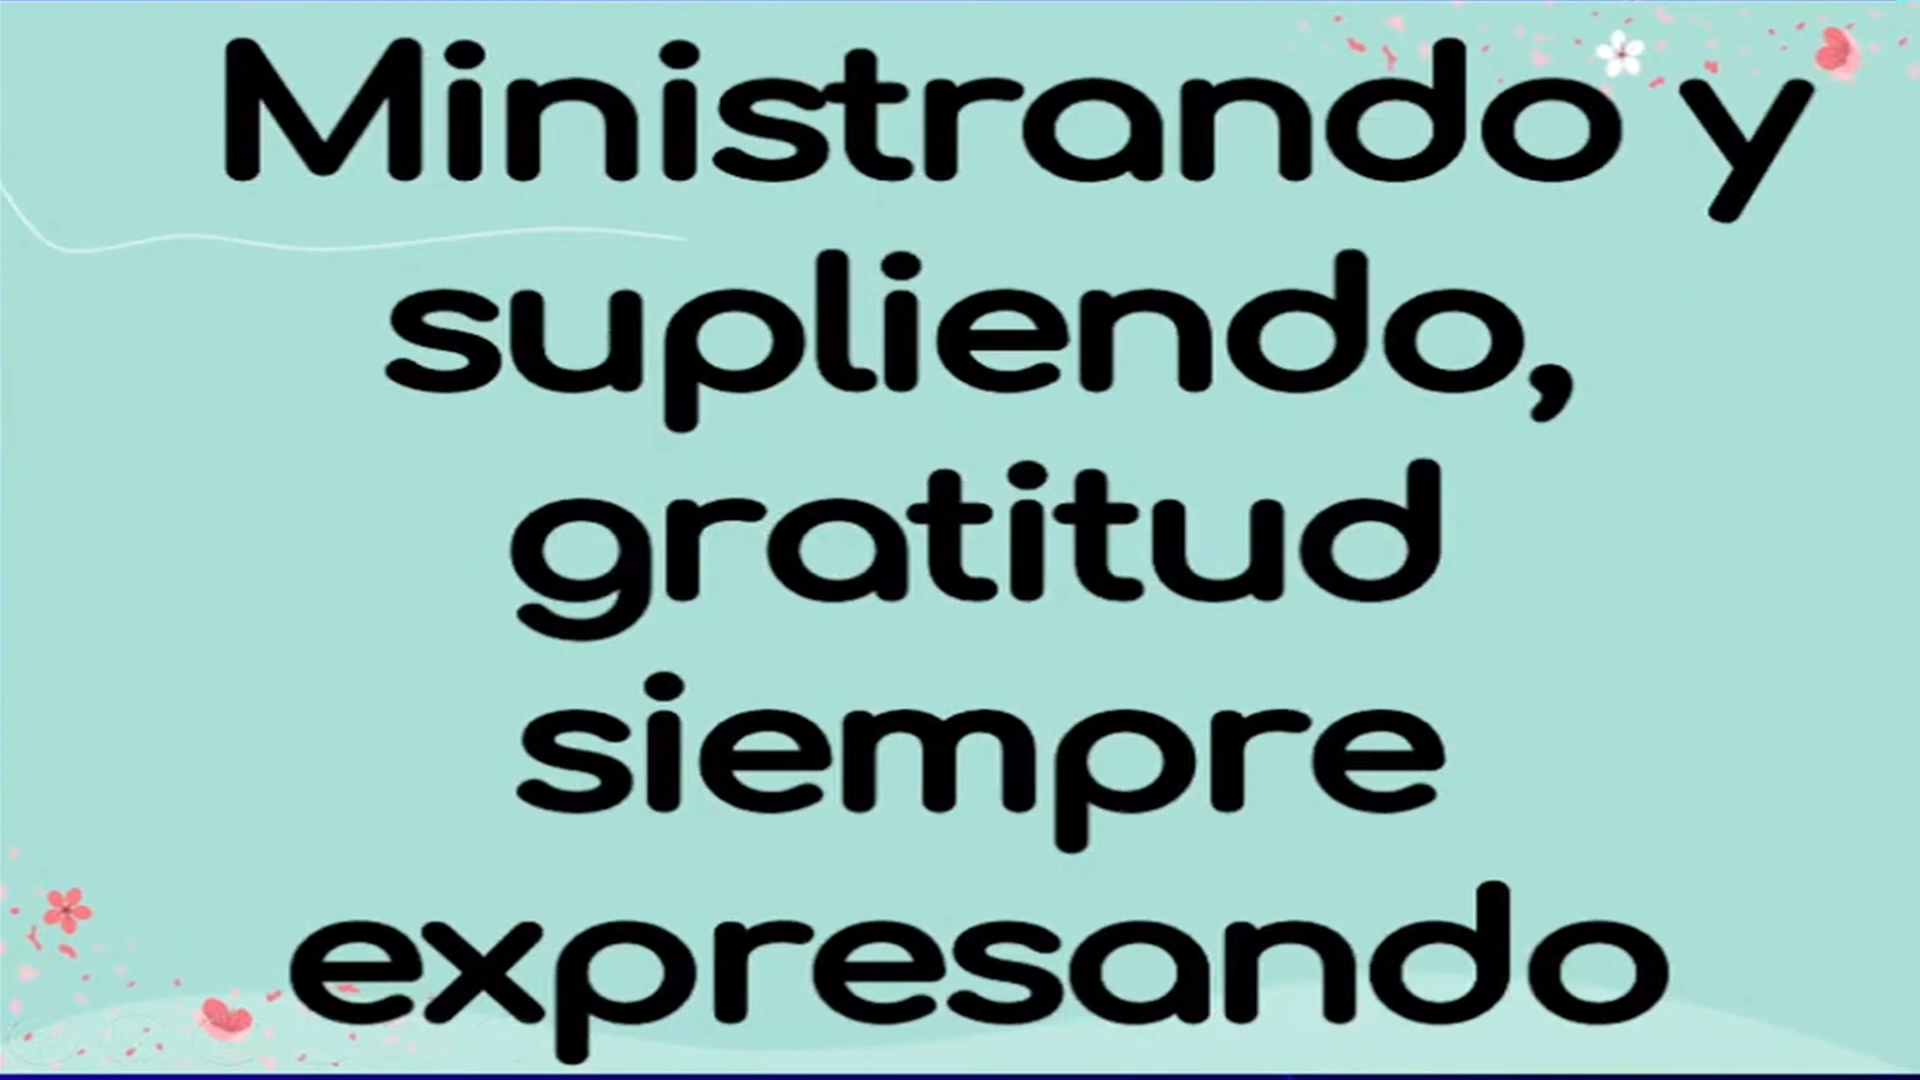 Ministrando y
supliendo,
gratitud
siempre
expresando